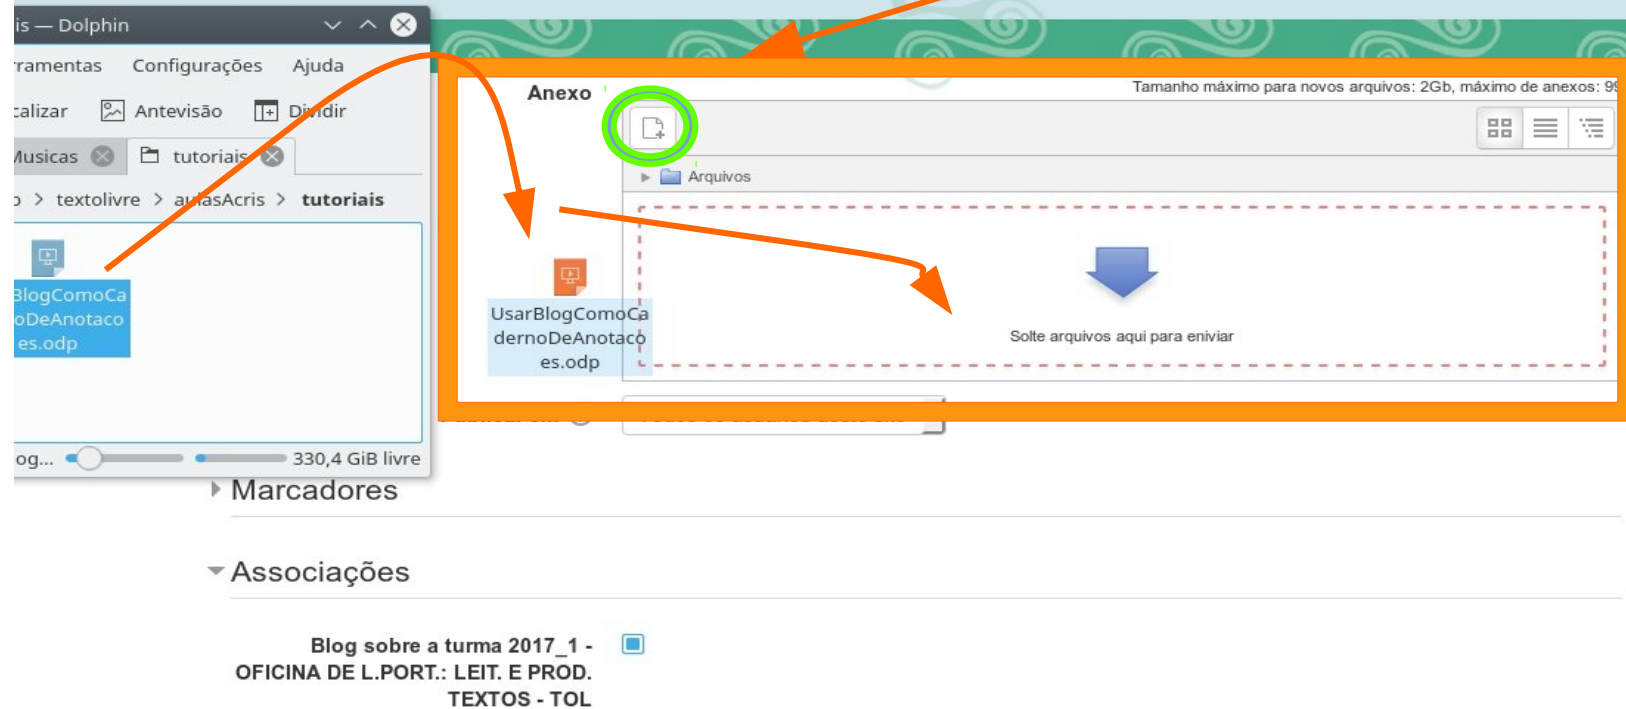 is — Dolphin
ramentas Configurações Ajuda
calizar Antevisão Dividir
Musicas tutoriais
> textolivre > aulasAcris > tutoriais
BlogComoCa
oDeAnotaco
es.odp
og... 330,4 GiB livre
Anexo
Tamanho máximo para novos arquivos: 2Gb, máximo de anexos: 99
Arquivos
UsarBlogComoCa
dernoDeAnotaco
es.odp
Solte arquivos aqui para eniviar
Marcadores
Associações
Blog sobre a turma 2017_1 -
OFICINA DE L.PORT.: LEIT. E PROD.
TEXTOS - TOL